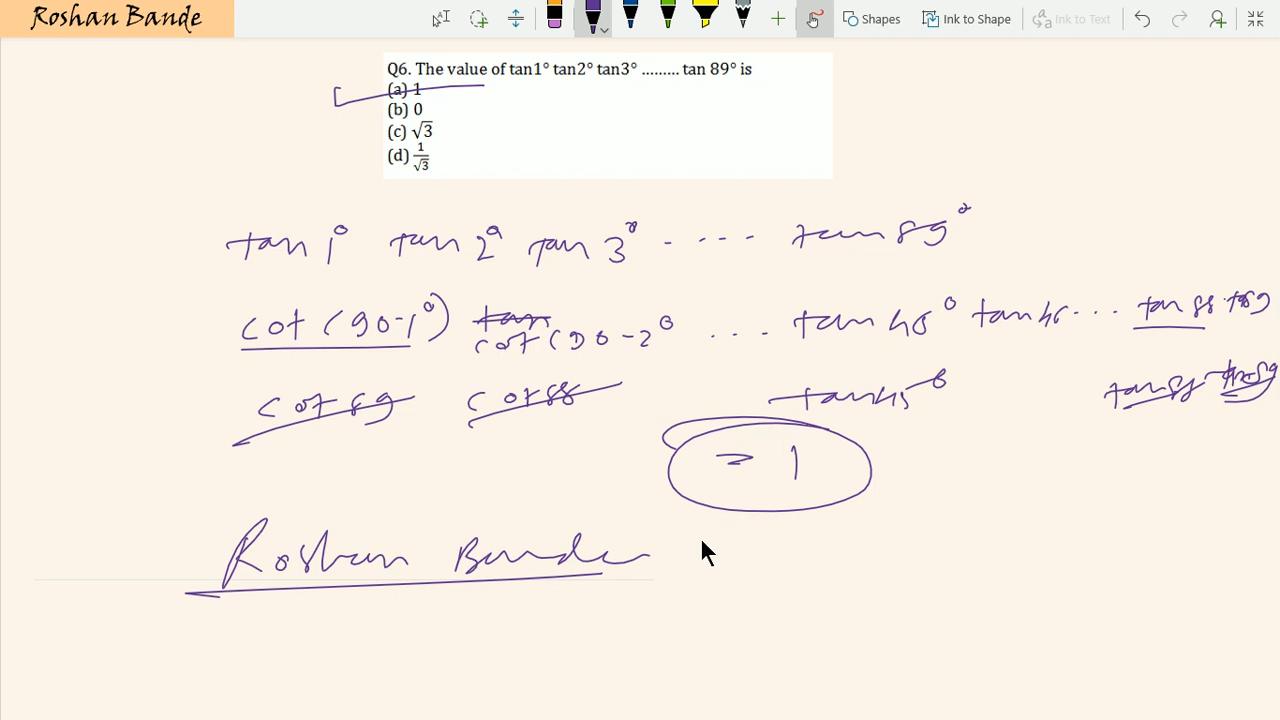 Roshan Bande
Shapes Ink to Shape Ink to Text
Q6. The value of tan1° tan2° tan3° ......... tan 89° is
(a) 1
(b) 0
(c) √3
(d) 1/√3
tan 1° tan 2° tan 3° - - - - tan 89°
cot (90-1°) tan cot (90-2° ... tan 45° tan 46 ... tan 88 tan 89
cot 89 cot 88 tan 45° tan 88 tan 89
= 1
Roshan Bande